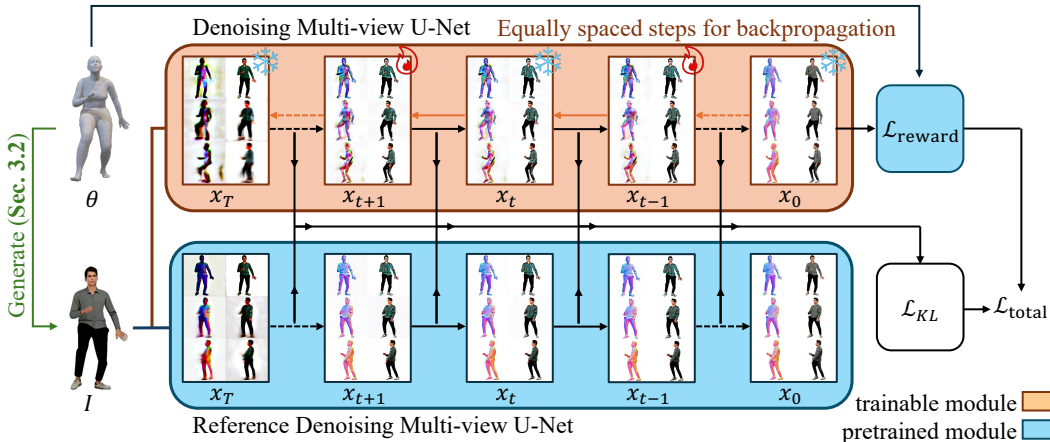 Denoising Multi-view U-Net
Equally spaced steps for backpropagation
θ
Generate (Sec. 3.2)
I
x_T
x_{t+1}
x_t
x_{t-1}
x_0
ℒ_reward
x_T
x_{t+1}
x_t
x_{t-1}
x_0
ℒ_{KL}
ℒ_total
Reference Denoising Multi-view U-Net
trainable module
pretrained module